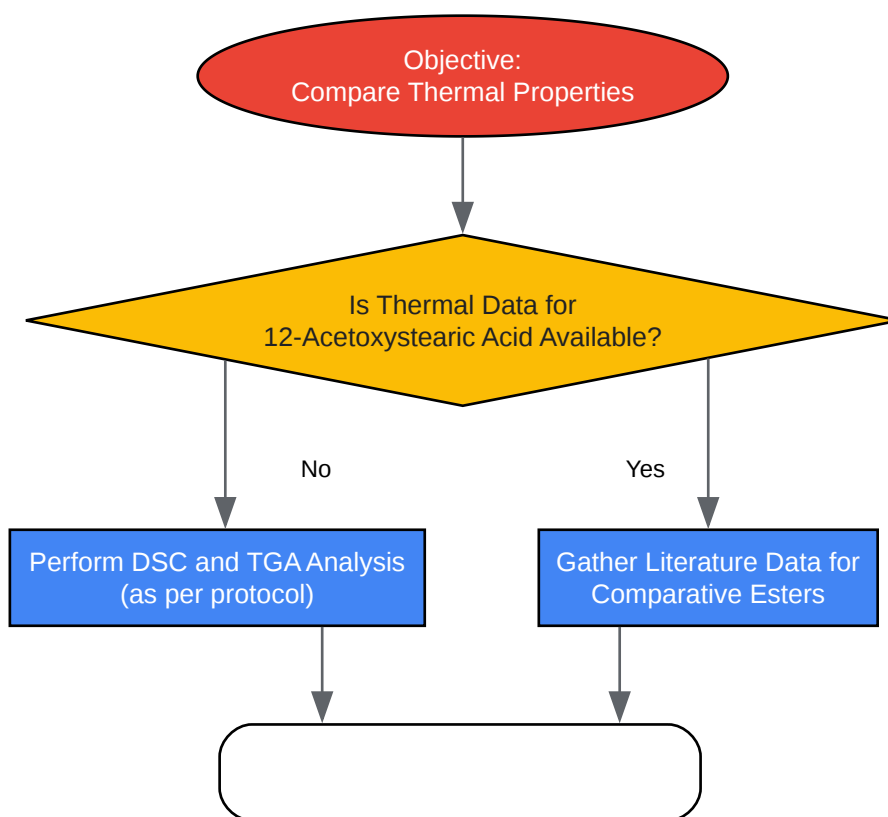 Objective:
Compare Thermal Properties
Is Thermal Data for
12-Acetoxystearic Acid Available?
No
Yes
Perform DSC and TGA Analysis
(as per protocol)
Gather Literature Data for
Comparative Esters